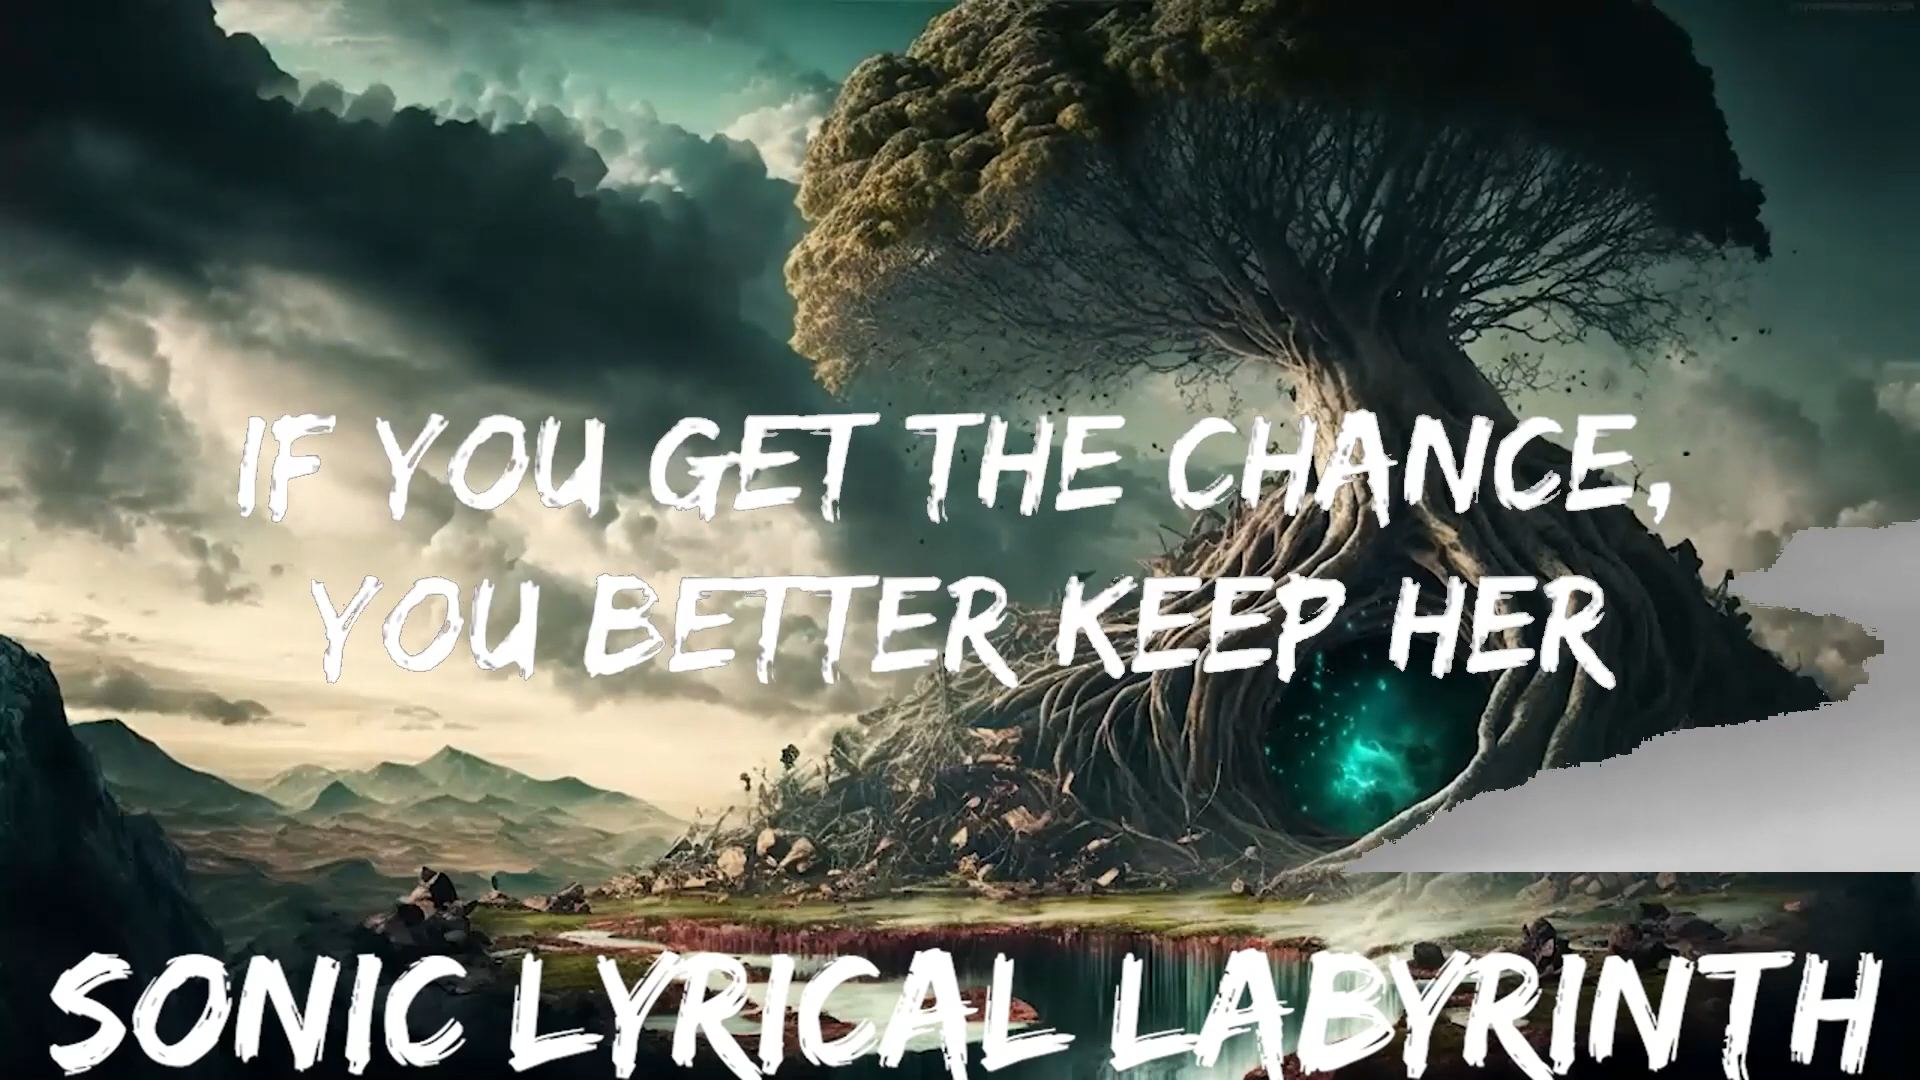 IF YOU GET THE CHANCE,
YOU BETTER KEEP HER
SONIC LYRICAL LABYRINTH